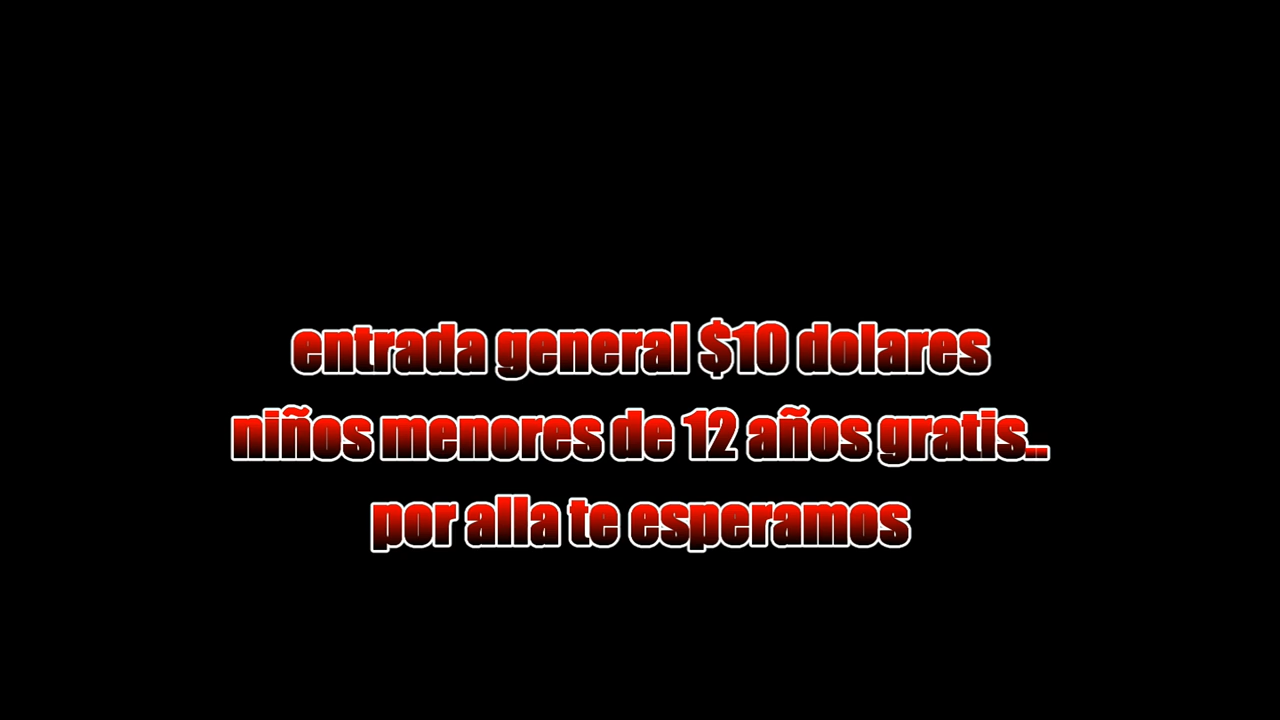 entrada general $10 dolares
niños menores de 12 años gratis..
por alla te esperamos